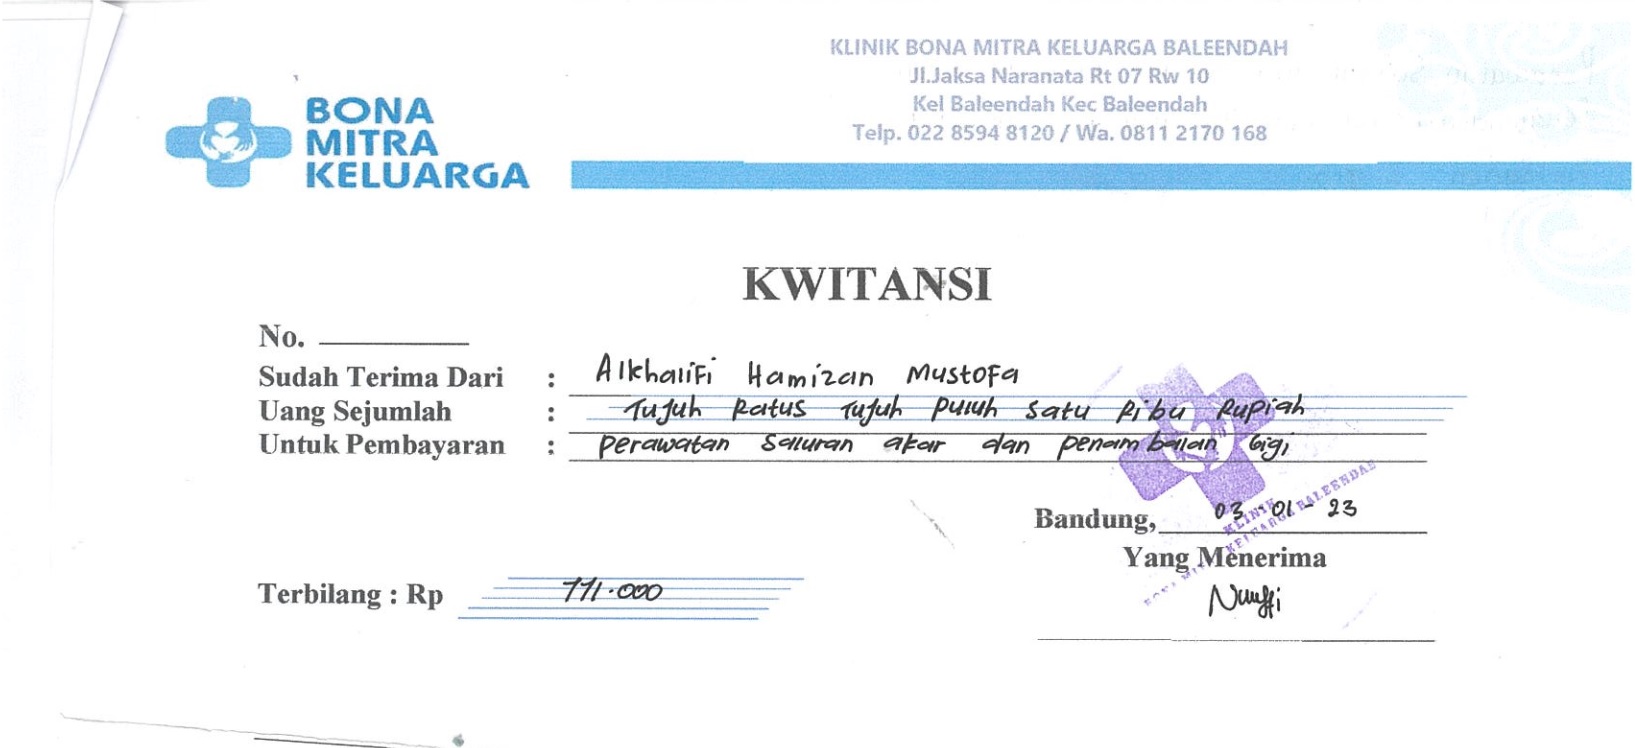 BONA
MITRA
KELUARGA
KLINIK BONA MITRA KELUARGA BALEENDAH
Jl.Jaksa Naranata Rt 07 Rw 10
Kel Baleendah Kec Baleendah
Telp. 022 8594 8120 / Wa. 0811 2170 168
KWITANSI
No.
Sudah Terima Dari : Alkhalifi Hamizan Mustofa
Uang Sejumlah : Tujuh Ratus Tujuh Puluh Satu Ribu Rupiah
Untuk Pembayaran : Perawatan Saluran akar dan penambalan Gigi
Bandung, 03-01-23
KLINIK
BONA MITRA KELUARGA BALEENDAH
Yang Menerima
Terbilang : Rp 771.000